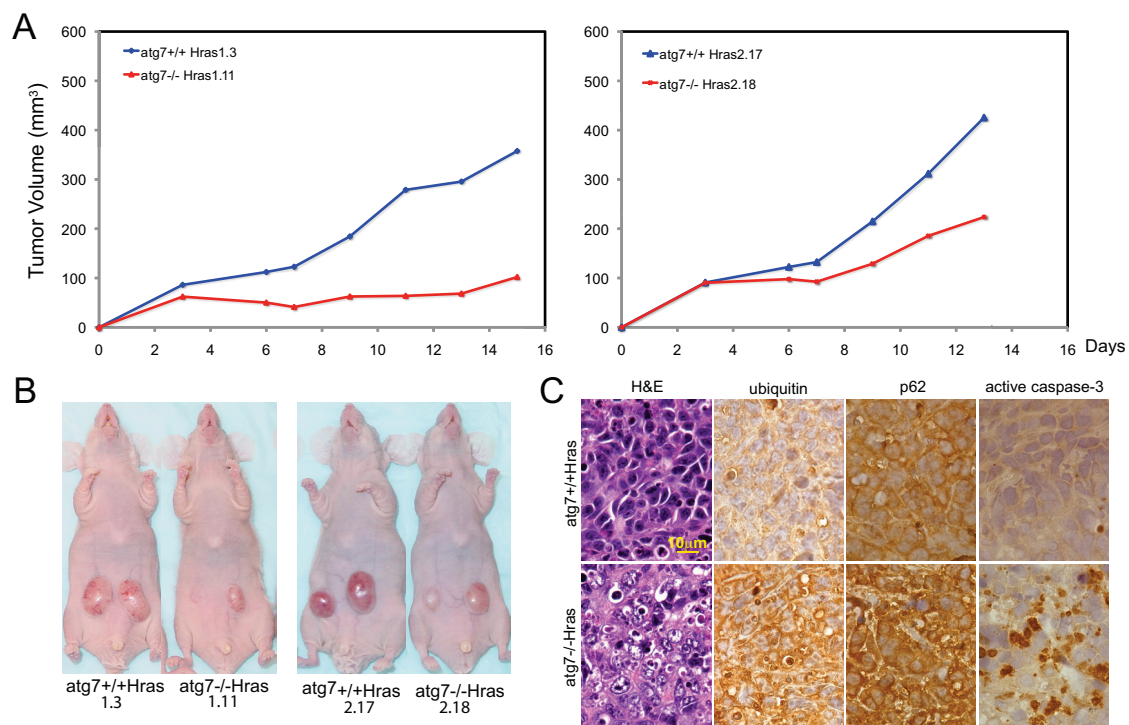 A
600
500
400
300
200
100
0
Tumor Volume (mm³)
atg7+/+ Hras1.3
atg7-/- Hras1.11
0 2 4 6 8 10 12 14 16
600
500
400
300
200
100
0
atg7+/+ Hras2.17
atg7-/- Hras2.18
0 2 4 6 8 10 12 14 16
Days
B
atg7+/+Hras
1.3
atg7-/-Hras
1.11
atg7+/+Hras
2.17
atg7-/-Hras
2.18
C
H&E ubiquitin p62 active caspase-3
atg7+/+Hras
10μm
atg7-/-Hras